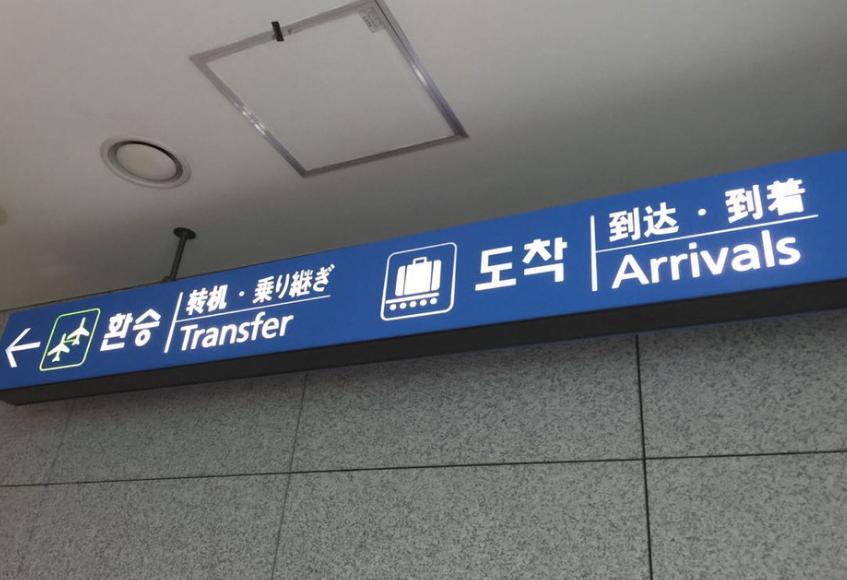 환승
转机 · 乗り継ぎ
Transfer
도착
到达 · 到着
Arrivals